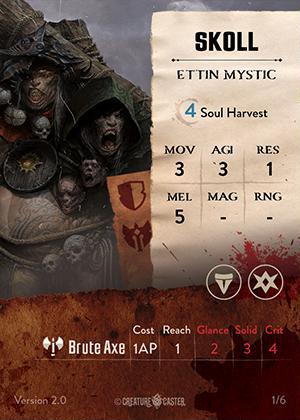 SKOLL
ETTIN MYSTIC
4 Soul Harvest
MOV AGI RES
3 3 1
MEL MAG RNG
5 - -
Cost Reach Glance Solid Crit
Brute Axe 1AP 1 2 3 4
Version 2.0 © CREATURE CASTER 1/6